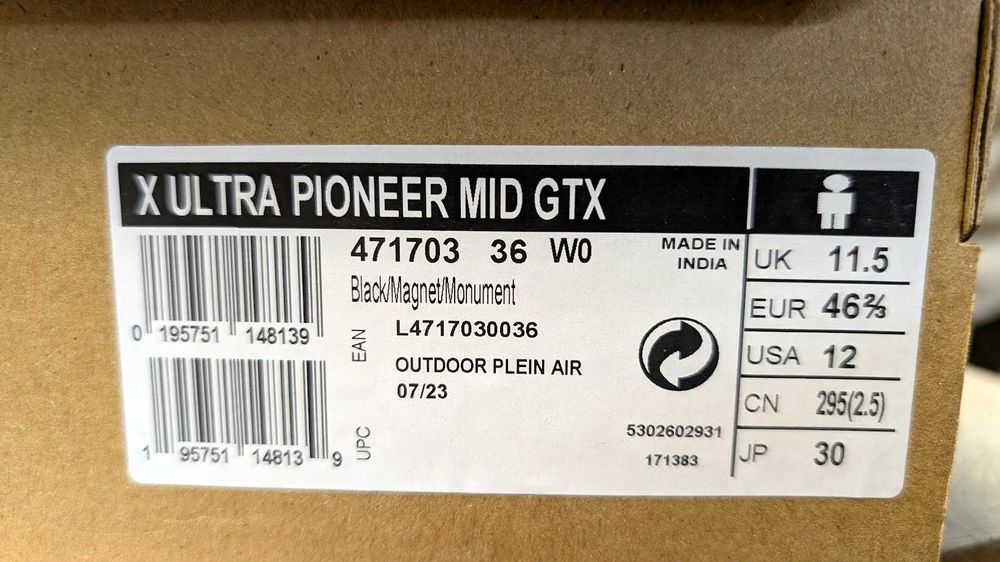 X ULTRA PIONEER MID GTX
471703 36 W0
MADE IN
INDIA
Black/Magnet/Monument
0 195751 148139
EAN
L4717030036
OUTDOOR PLEIN AIR
07/23
1 95751 14813 9
UPC
5302602931
171383
UK 11.5
EUR 46⅔
USA 12
CN 295(2.5)
JP 30